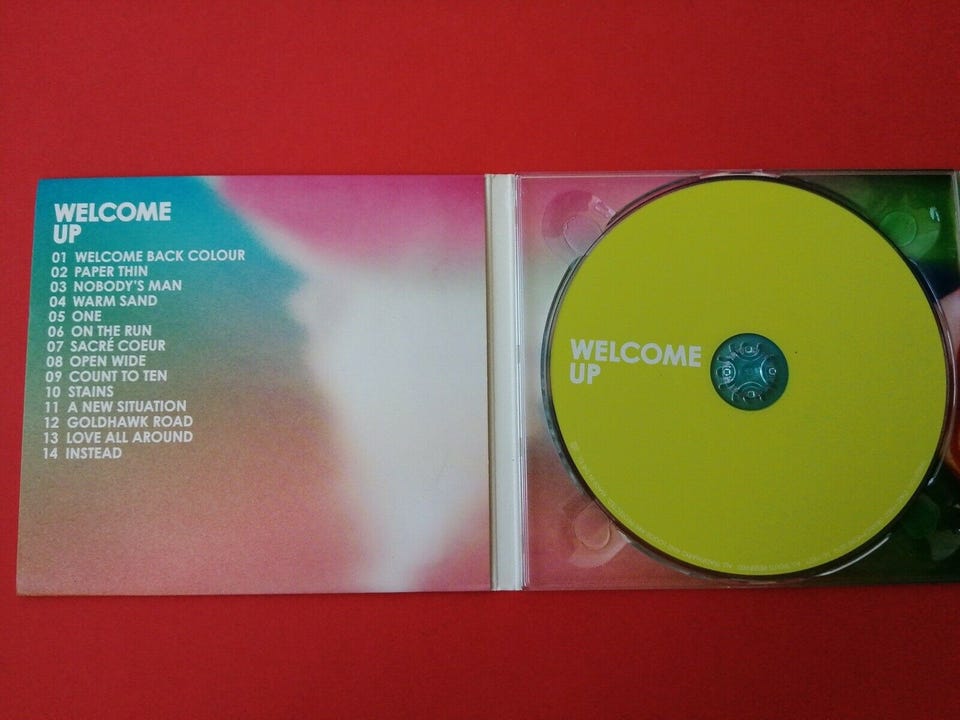 WELCOME
UP
01 WELCOME BACK COLOUR
02 PAPER THIN
03 NOBODY'S MAN
04 WARM SAND
05 ONE
06 ON THE RUN
07 SACRÉ COEUR
08 OPEN WIDE
09 COUNT TO TEN
10 STAINS
11 A NEW SITUATION
12 GOLDHAWK ROAD
13 LOVE ALL AROUND
14 INSTEAD
WELCOME
UP